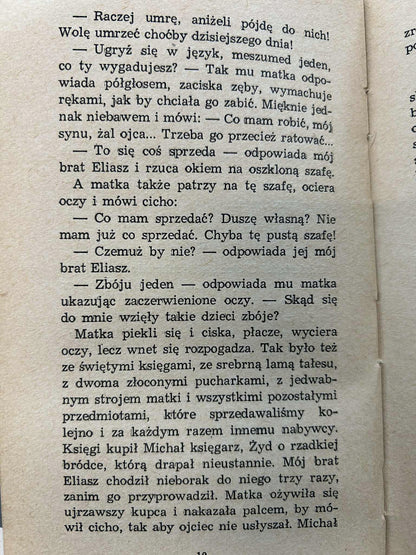 — Raczej umrę, aniżeli pójdę do nich!
Wolę umrzeć choćby dzisiejszego dnia!
— Ugryź się w język, meszumed jeden,
co ty wygadujesz? — Tak mu matka odpo-
wiada półgłosem, zaciska zęby, wymachuje
rękami, jak by chciała go zabić. Mięknie jed-
nak niebawem i mówi: — Co mam robić, mój
synu, żal ojca... Trzeba go przecież ratować...
— To się coś sprzeda — odpowiada mój
brat Eliasz i rzuca okiem na oszkloną szafę.
A matka także patrzy na tę szafę, ociera
oczy i mówi cicho:
— Co mam sprzedać? Duszę własną? Nie
mam już co sprzedać. Chyba tę pustą szafę!
— Czemuż by nie? — odpowiada jej mój
brat Eliasz.
— Zbóju jeden — odpowiada mu matka
ukazując zaczerwienione oczy. — Skąd się
do mnie wzięły takie dzieci zbóje?
Matka piekli się i ciska, płacze, wyciera
oczy, lecz wnet się rozpogadza. Tak było też
ze świętymi księgami, ze srebrną lamą tałesu,
z dwoma złoconymi pucharkami, z jedwab-
nym strojem matki i wszystkimi pozostałymi
przedmiotami, które sprzedawaliśmy ko-
lejno i za każdym razem innemu nabywcy.
Księgi kupił Michał księgarz, Żyd o rzadkiej
bródce, którą drapał nieustannie. Mój brat
Eliasz chodził nieborak do niego trzy razy,
zanim go przyprowadził. Matka ożywiła się
ujrzawszy kupca i nakazała palcem, by mó-
wił cicho, tak aby ojciec nie usłyszał. Michał